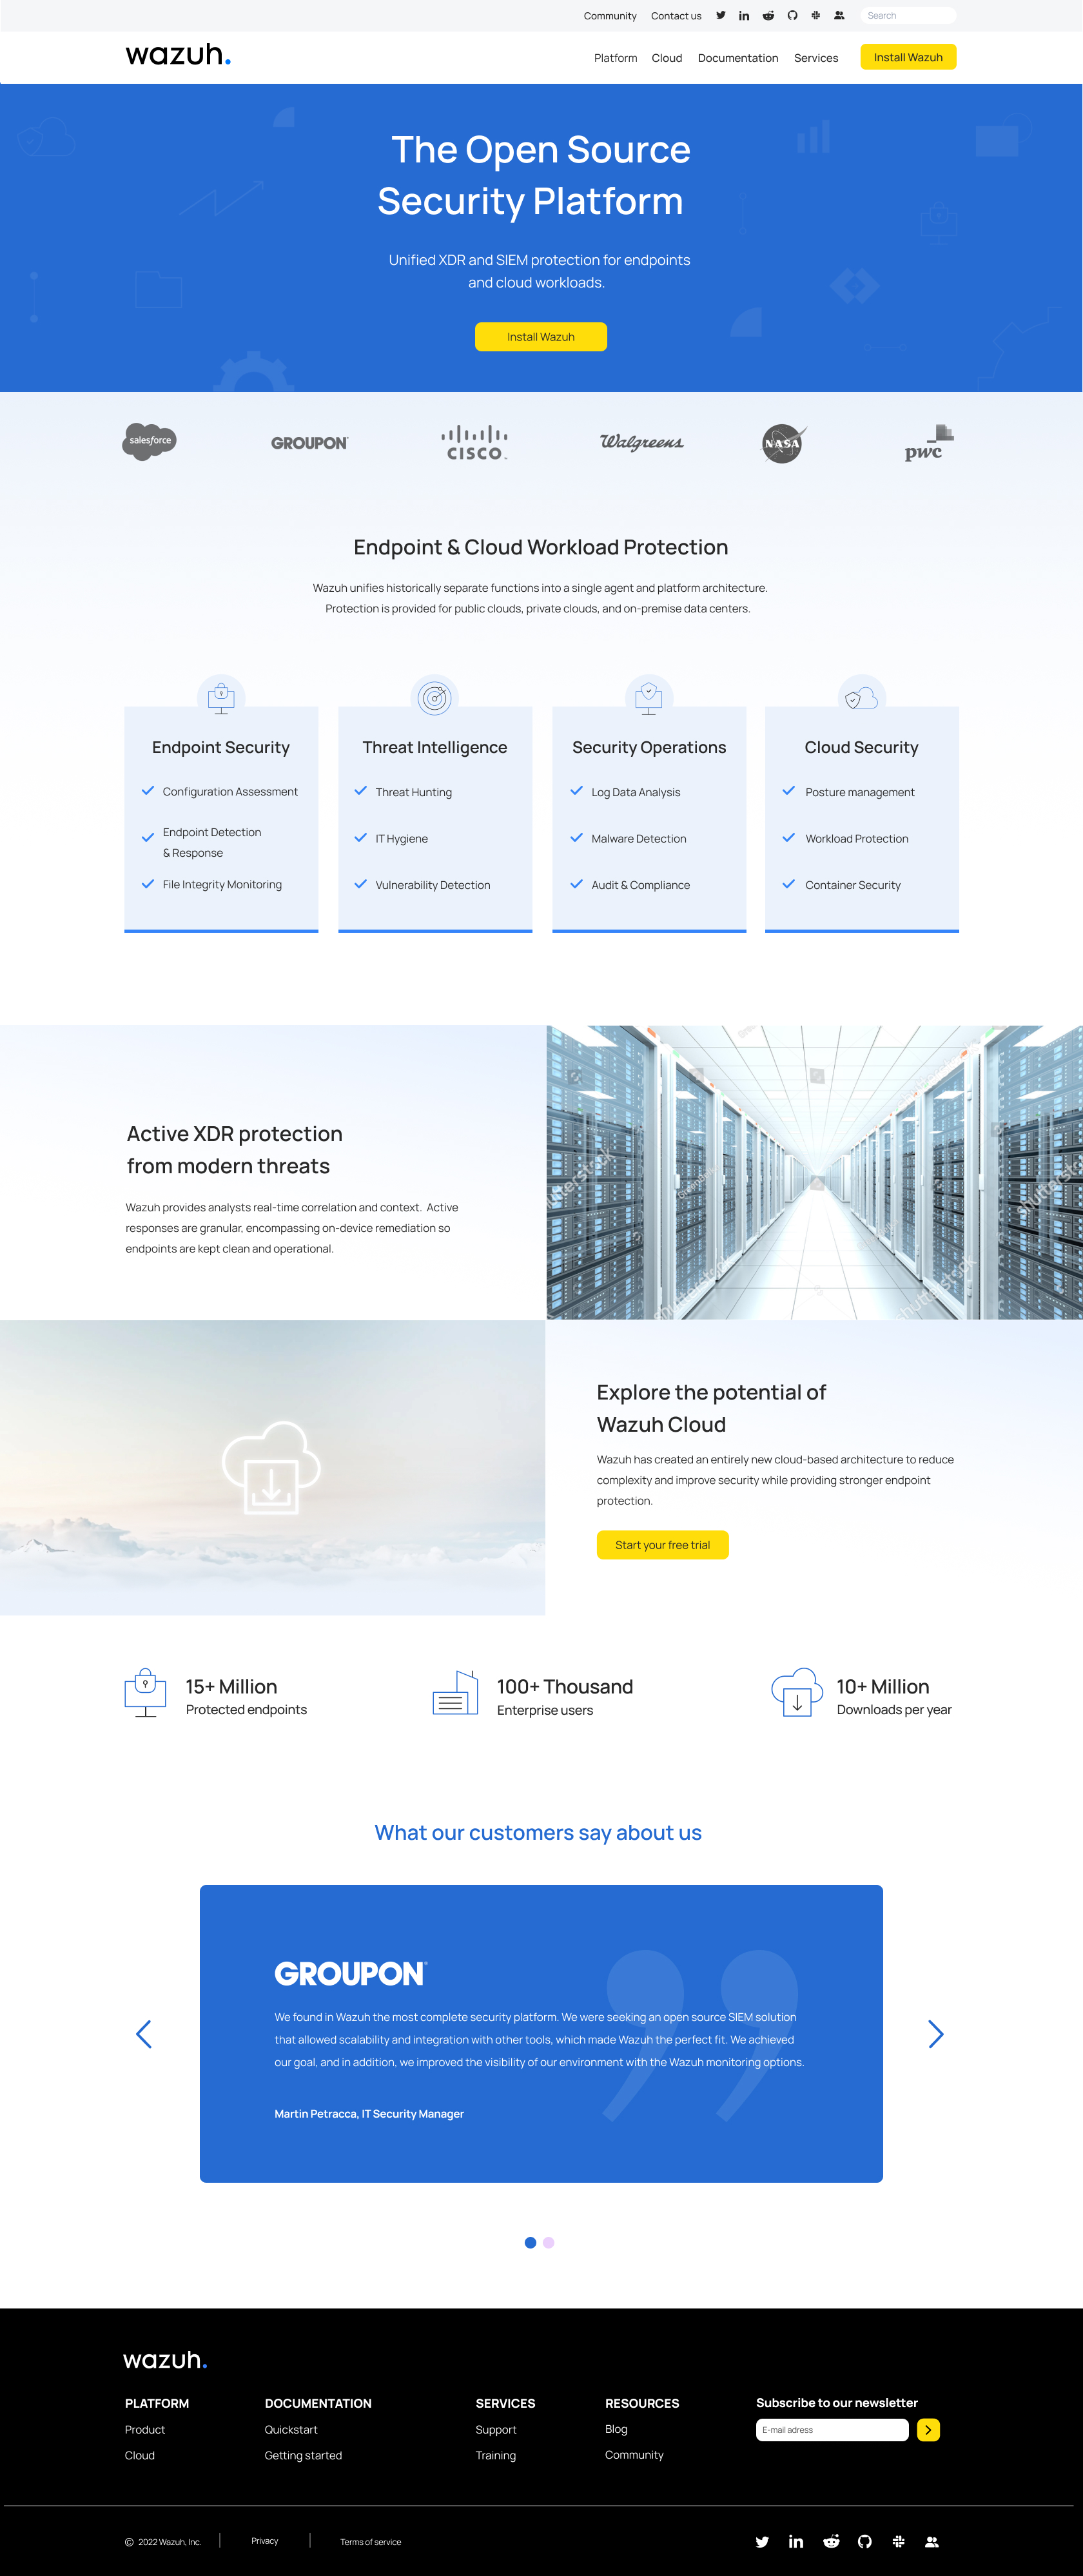 Community Contact us Search
wazuh.
Platform Cloud Documentation Services Install Wazuh
The Open Source
Security Platform
Unified XDR and SIEM protection for endpoints
and cloud workloads.
Install Wazuh
salesforce GROUPON CISCO Walgreens NASA pwc
Endpoint & Cloud Workload Protection
Wazuh unifies historically separate functions into a single agent and platform architecture.
Protection is provided for public clouds, private clouds, and on-premise data centers.
Endpoint Security
Configuration Assessment
Endpoint Detection
& Response
File Integrity Monitoring
Threat Intelligence
Threat Hunting
IT Hygiene
Vulnerability Detection
Security Operations
Log Data Analysis
Malware Detection
Audit & Compliance
Cloud Security
Posture management
Workload Protection
Container Security
Active XDR protection
from modern threats
Wazuh provides analysts real-time correlation and context. Active
responses are granular, encompassing on-device remediation so
endpoints are kept clean and operational.
shutterstock
shutterstock
shutterstock
shutterstock
Explore the potential of
Wazuh Cloud
Wazuh has created an entirely new cloud-based architecture to reduce
complexity and improve security while providing stronger endpoint
protection.
Start your free trial
15+ Million
Protected endpoints
100+ Thousand
Enterprise users
10+ Million
Downloads per year
What our customers say about us
GROUPON
We found in Wazuh the most complete security platform. We were seeking an open source SIEM solution
that allowed scalability and integration with other tools, which made Wazuh the perfect fit. We achieved
our goal, and in addition, we improved the visibility of our environment with the Wazuh monitoring options.
Martin Petracca, IT Security Manager
wazuh.
PLATFORM
Product
Cloud
DOCUMENTATION
Quickstart
Getting started
SERVICES
Support
Training
RESOURCES
Blog
Community
Subscribe to our newsletter
E-mail adress
© 2022 Wazuh, Inc. Privacy Terms of service